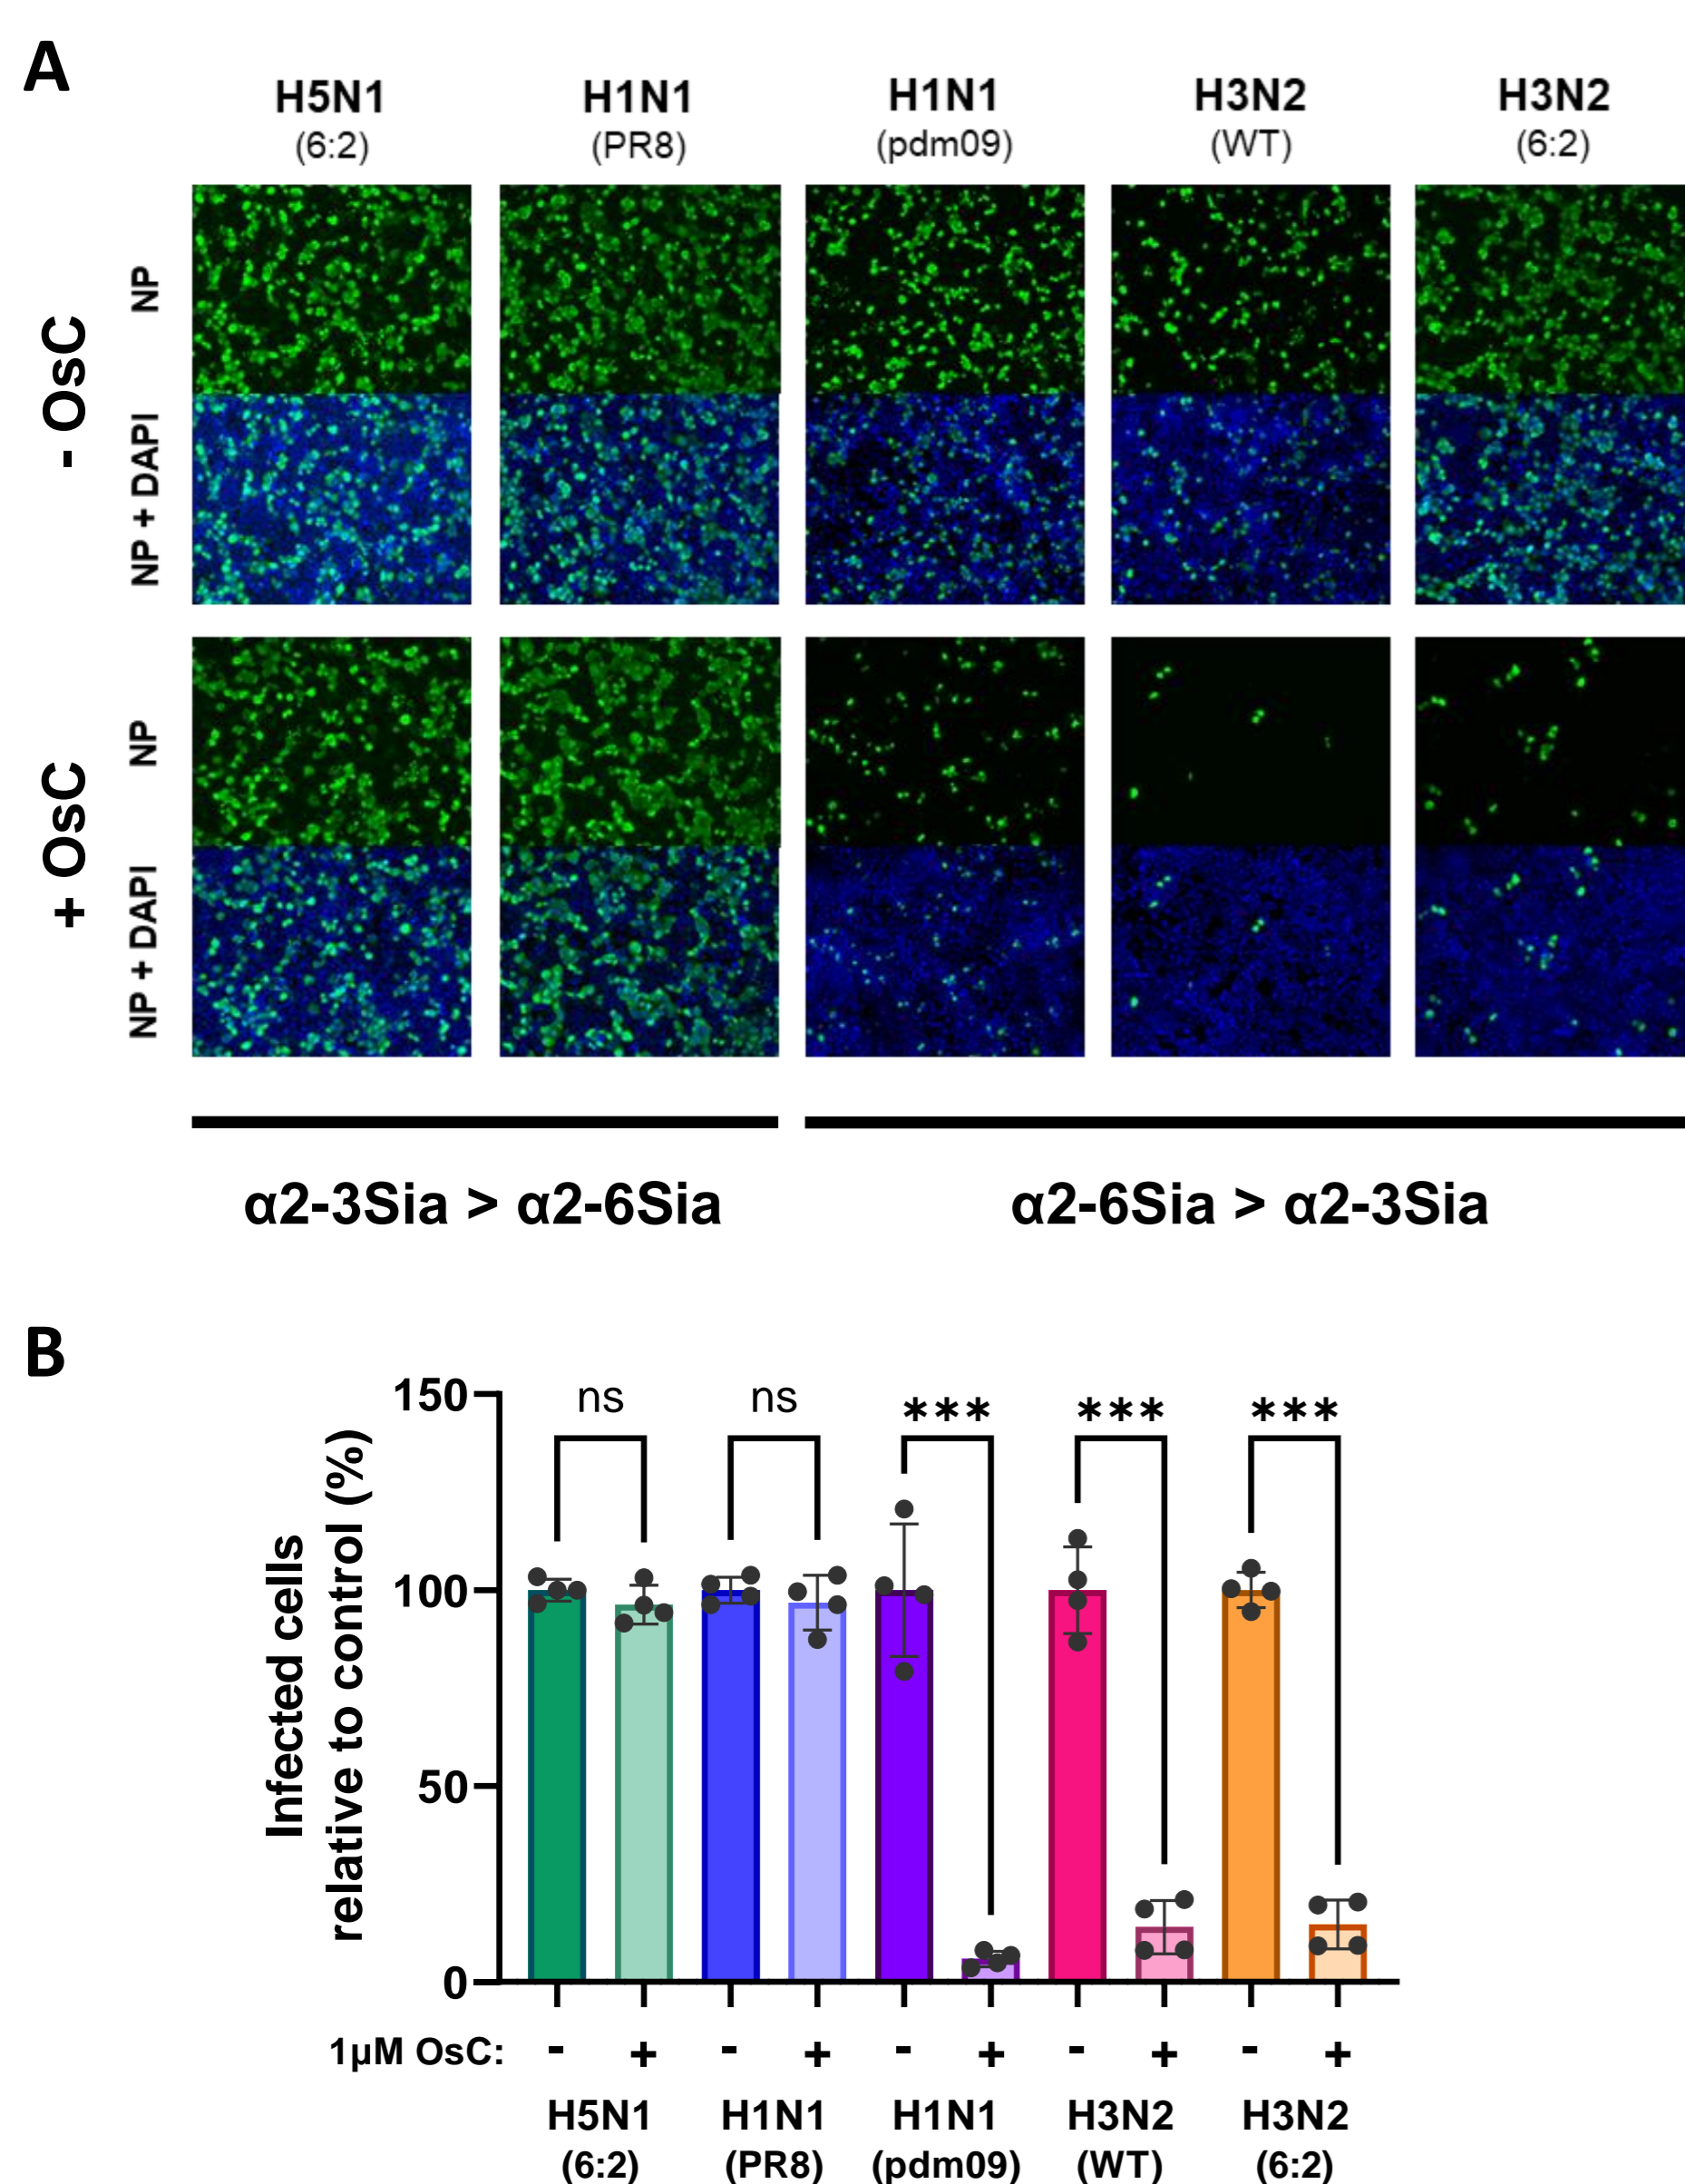 A
H5N1 H1N1 H1N1 H3N2 H3N2
(6:2) (PR8) (pdm09) (WT) (6:2)
- OsC
NP
NP + DAPI
+ OsC
NP
NP + DAPI
α2-3Sia > α2-6Sia α2-6Sia > α2-3Sia
B
Infected cells
relative to control (%)
150
100
50
0
ns ns *** *** ***
1µM OsC: - + - + - + - + - +
H5N1 H1N1 H1N1 H3N2 H3N2
(6:2) (PR8) (pdm09) (WT) (6:2)